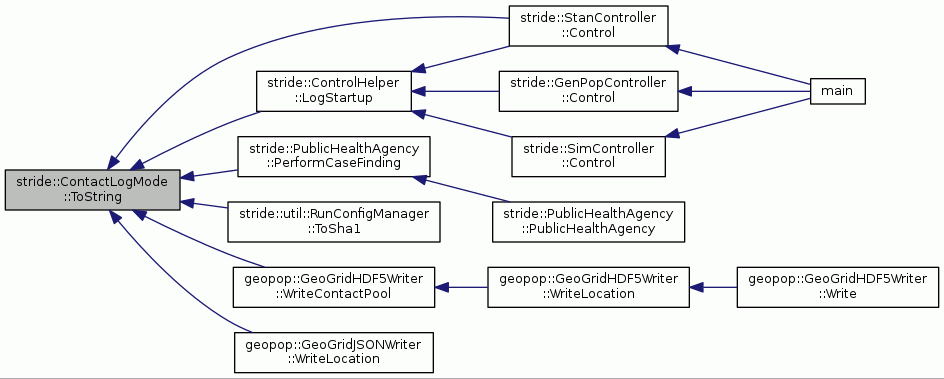 stride::StanController
::Control
stride::ControlHelper
::LogStartup
stride::GenPopController
::Control
main
stride::SimController
::Control
stride::PublicHealthAgency
::PerformCaseFinding
stride::ContactLogMode
::ToString
stride::util::RunConfigManager
::ToSha1
stride::PublicHealthAgency
::PublicHealthAgency
geopop::GeoGridHDF5Writer
::WriteContactPool
geopop::GeoGridHDF5Writer
::WriteLocation
geopop::GeoGridHDF5Writer
::Write
geopop::GeoGridJSONWriter
::WriteLocation